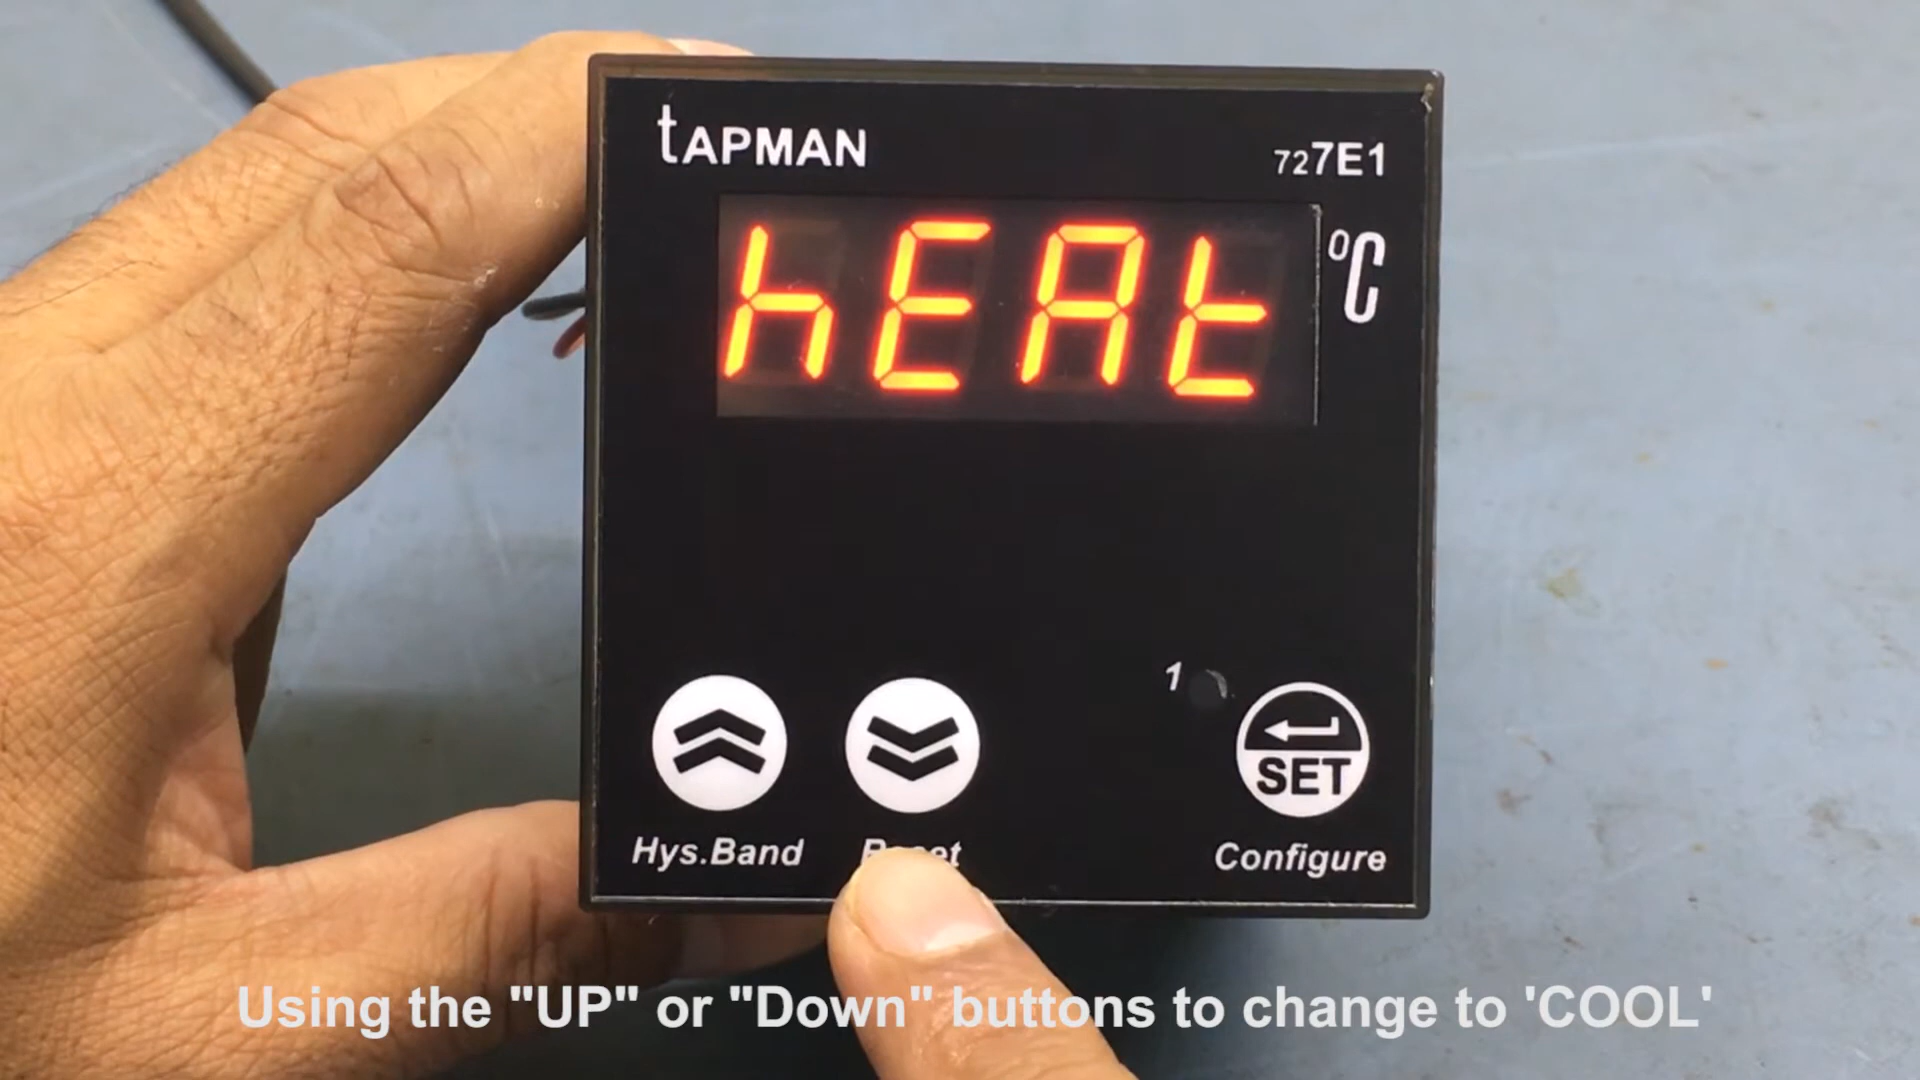 tAPMAN
727E1
hEAt
°C
1
SET
Hys.Band
Reset
Configure
Using the "UP" or "Down" buttons to change to 'COOL'